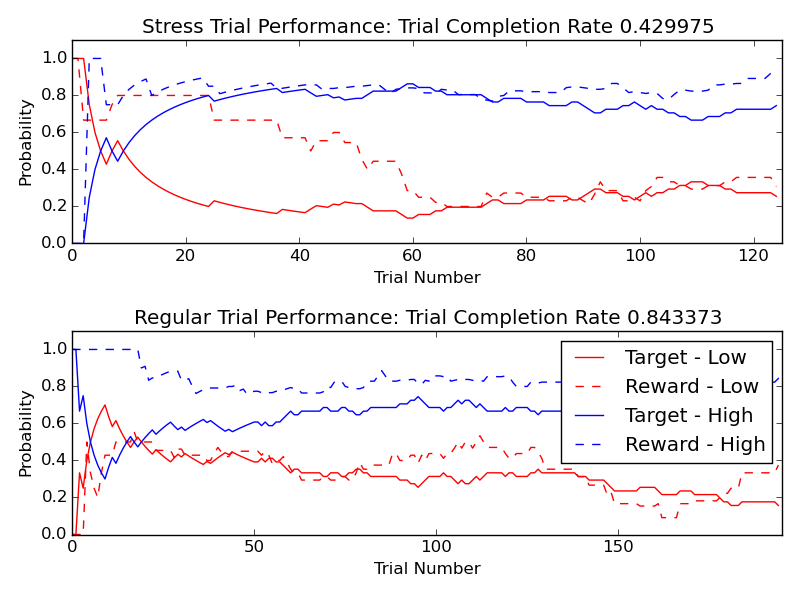 Stress Trial Performance: Trial Completion Rate 0.429975
1.0
0.8
0.6
0.4
0.2
0.0
Probability
0 20 40 60 80 100 120
Trial Number
Regular Trial Performance: Trial Completion Rate 0.843373
1.0
0.8
0.6
0.4
0.2
0.0
Probability
Target - Low
Reward - Low
Target - High
Reward - High
0 50 100 150
Trial Number